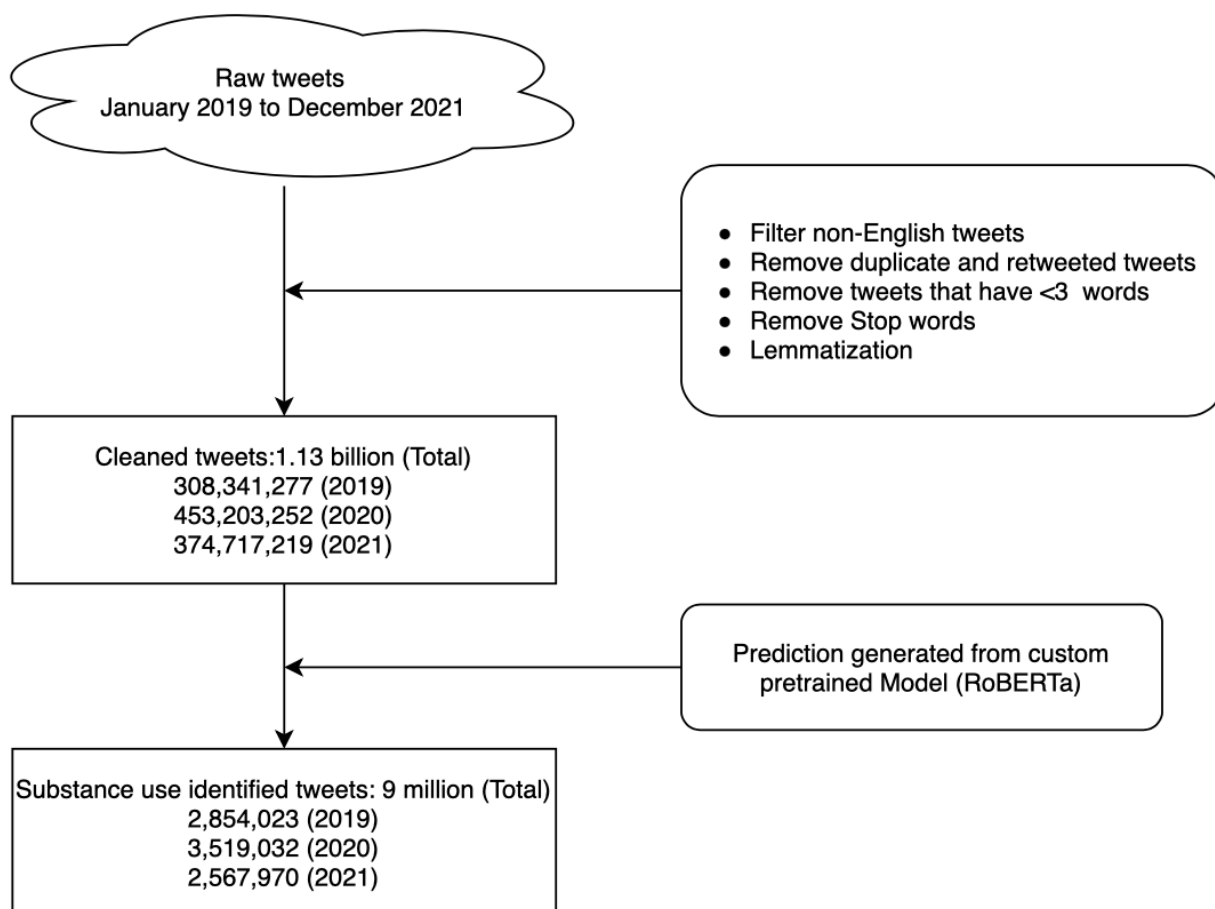 Raw tweets
January 2019 to December 2021
● Filter non-English tweets
● Remove duplicate and retweeted tweets
● Remove tweets that have <3  words
● Remove Stop words
● Lemmatization
Cleaned tweets:1.13 billion (Total)
308,341,277 (2019)
453,203,252 (2020)
374,717,219 (2021)
Prediction generated from custom
pretrained Model (RoBERTa)
Substance use identified tweets: 9 million (Total)
2,854,023 (2019)
3,519,032 (2020)
2,567,970 (2021)